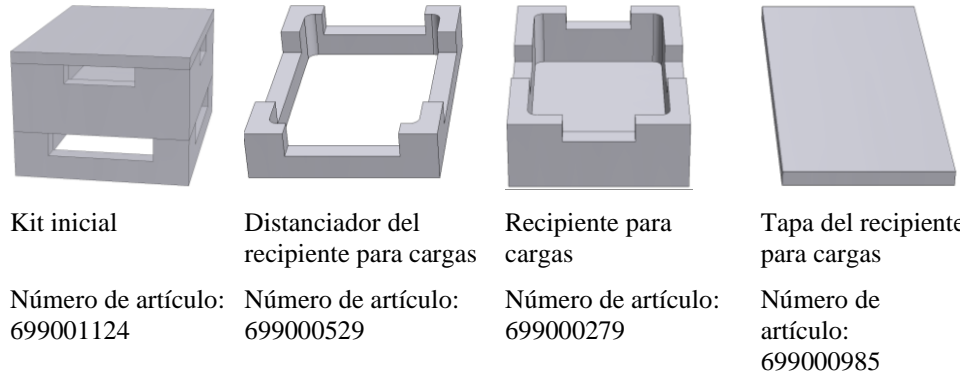 Kit inicial
Distanciador del
recipiente para cargas
Recipiente para
cargas
Tapa del recipiente
para cargas
Número de artículo:
699001124
Número de artículo:
699000529
Número de artículo:
699000279
Número de
artículo:
699000985